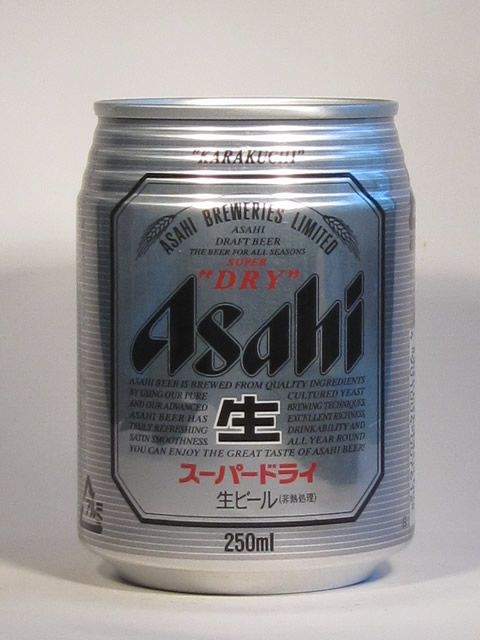 "KARAKUCHI"
ASAHI BREWERIES LIMITED
ASAHI
DRAFT BEER
THE BEER FOR ALL SEASONS
SUPER
"DRY"
Asahi
ASAHI BEER IS BREWED FROM QUALITY INGREDIENTS
BY USING OUR PURE CULTURED YEAST
AND OUR ADVANCED BREWING TECHNIQUES
ASAHI BEER HAS EXCELLENT RICHNESS
TRULY REFRESHING DRINKABILITY AND
SATIN SMOOTHNESS ALL YEAR ROUND
生
YOU CAN ENJOY THE GREAT TASTE OF ASAHI BEER!
スーパードライ
生ビール(非熱処理)
250ml